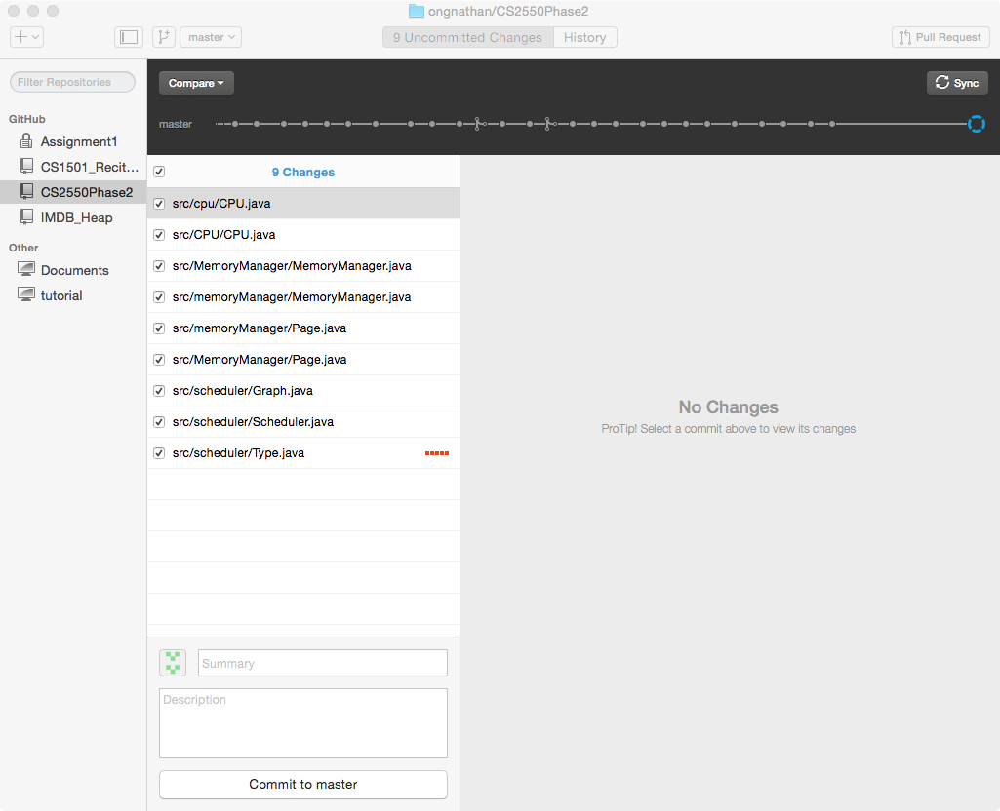 ongnathan/CS2550Phase2
master
9 Uncommitted Changes
History
Pull Request
Filter Repositories
GitHub
Assignment1
CS1501_Recit...
CS2550Phase2
IMDB_Heap
Other
Documents
tutorial
Compare
Sync
master
9 Changes
src/cpu/CPU.java
src/CPU/CPU.java
src/MemoryManager/MemoryManager.java
src/memoryManager/MemoryManager.java
src/memoryManager/Page.java
src/MemoryManager/Page.java
src/scheduler/Graph.java
src/scheduler/Scheduler.java
src/scheduler/Type.java
No Changes
ProTip! Select a commit above to view its changes
Summary
Description
Commit to master